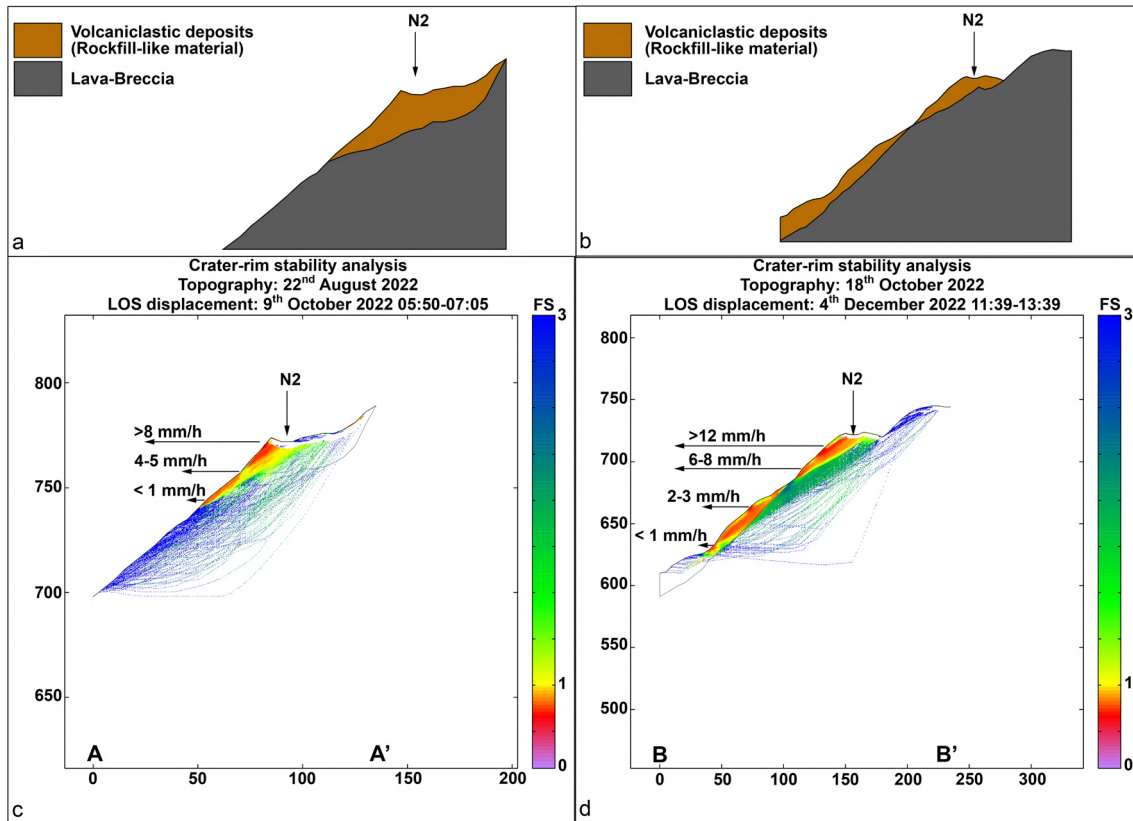 N2
Volcaniclastic deposits
(Rockfill-like material)
Lava-Breccia
a
N2
Volcaniclastic deposits
(Rockfill-like material)
Lava-Breccia
b
Crater-rim stability analysis
Topography: 22nd August 2022
LOS displacement: 9th October 2022 05:50-07:05
FS
3
800
N2
>8 mm/h
4-5 mm/h
750
< 1 mm/h
700
1
650
A
A’
0
0
50
100
150
200
c
Crater-rim stability analysis
Topography: 18th October 2022
LOS displacement: 4th December 2022 11:39-13:39
FS
3
800
N2
750
>12 mm/h
6-8 mm/h
700
2-3 mm/h
650
< 1 mm/h
600
1
550
500
B
B’
0
0
50
100
150
200
250
300
d